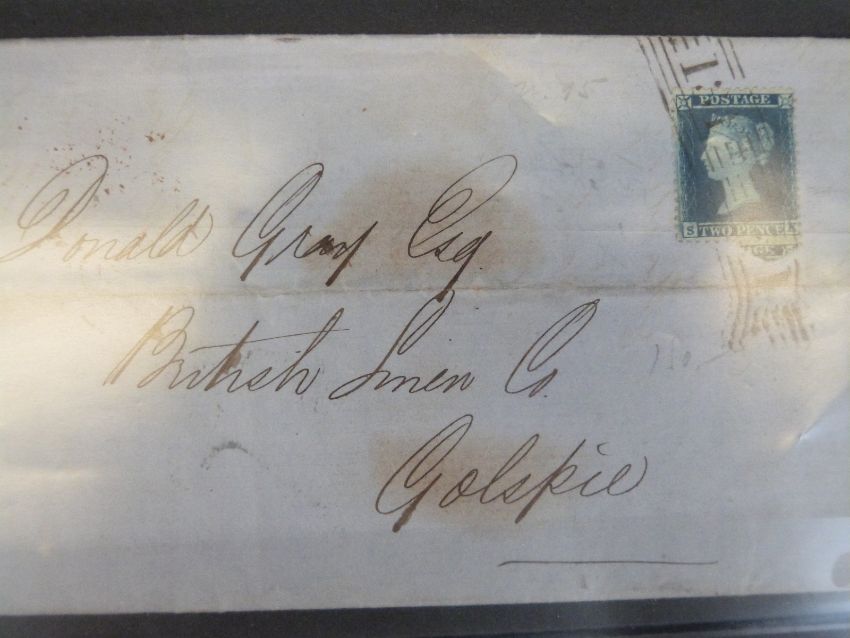 POSTAGE
S TWO PENCE
Donald Gray Esq
British Linen Co.
Golspie